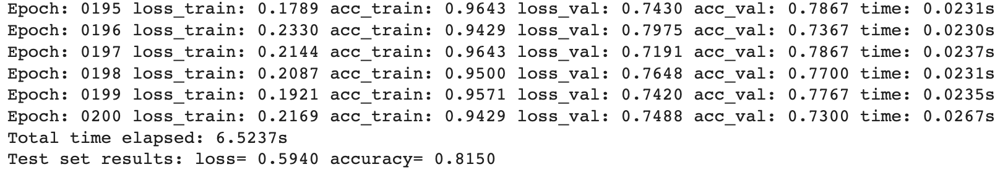 Epoch: 0195 loss_train: 0.1789 acc_train: 0.9643 loss_val: 0.7430 acc_val: 0.7867 time: 0.0231s
Epoch: 0196 loss_train: 0.2330 acc_train: 0.9429 loss_val: 0.7975 acc_val: 0.7367 time: 0.0230s
Epoch: 0197 loss_train: 0.2144 acc_train: 0.9643 loss_val: 0.7191 acc_val: 0.7867 time: 0.0237s
Epoch: 0198 loss_train: 0.2087 acc_train: 0.9500 loss_val: 0.7648 acc_val: 0.7700 time: 0.0231s
Epoch: 0199 loss_train: 0.1921 acc_train: 0.9571 loss_val: 0.7420 acc_val: 0.7767 time: 0.0235s
Epoch: 0200 loss_train: 0.2169 acc_train: 0.9429 loss_val: 0.7488 acc_val: 0.7300 time: 0.0267s
Total time elapsed: 6.5237s
Test set results: loss= 0.5940 accuracy= 0.8150